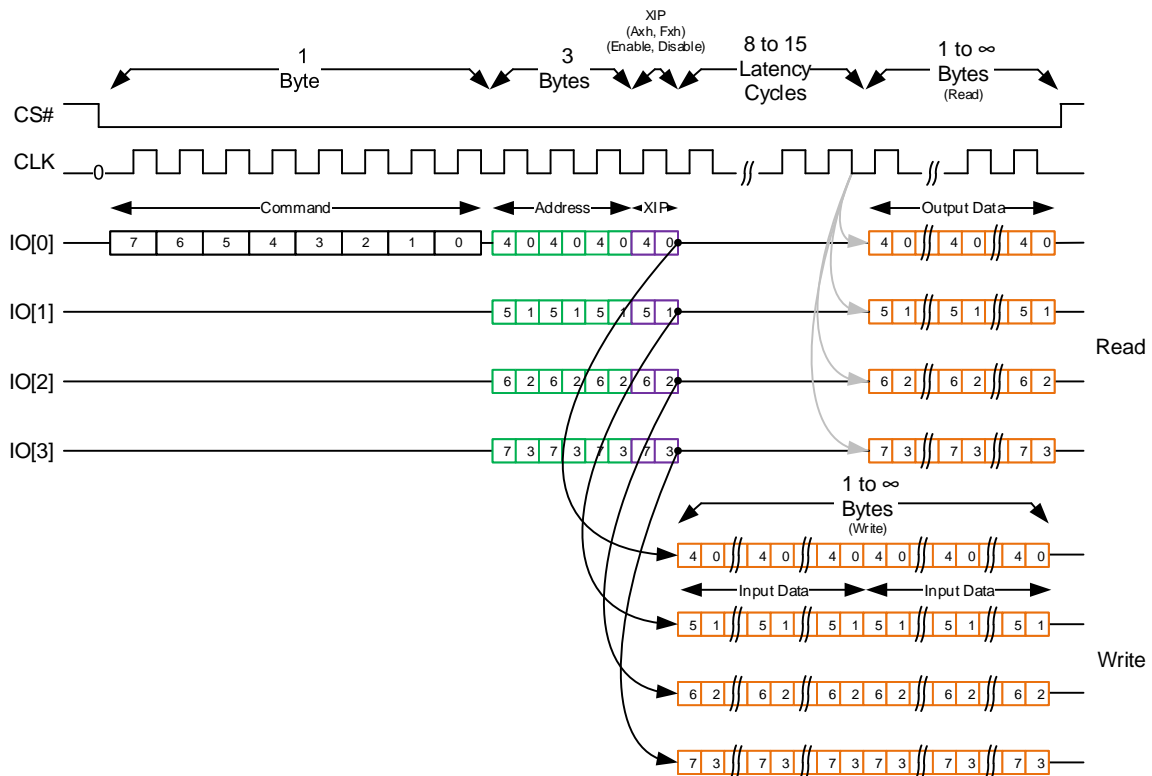 XIP
(Axh, Fxh)
(Enable, Disable)
1
Byte
3
Bytes
8 to 15
Latency
Cycles
1 to ∞
Bytes
(Read)
CS#
CLK
0
Command
Address
XIP
Output Data
IO[0] 7 6 5 4 3 2 1 0 4 0 4 0 4 0 4 0 4 0 4 0 4 0
IO[1] 5 1 5 1 5 1 5 1 5 1 5 1 5 1
Read
IO[2] 6 2 6 2 6 2 6 2 6 2 6 2 6 2
IO[3] 7 3 7 3 7 3 7 3 7 3 7 3 7 3
1 to ∞
Bytes
(Write)
4 0 4 0 4 0 4 0 4 0 4 0
Input Data Input Data
5 1 5 1 5 1 5 1 5 1 5 1
Write
6 2 6 2 6 2 6 2 6 2 6 2
7 3 7 3 7 3 7 3 7 3 7 3